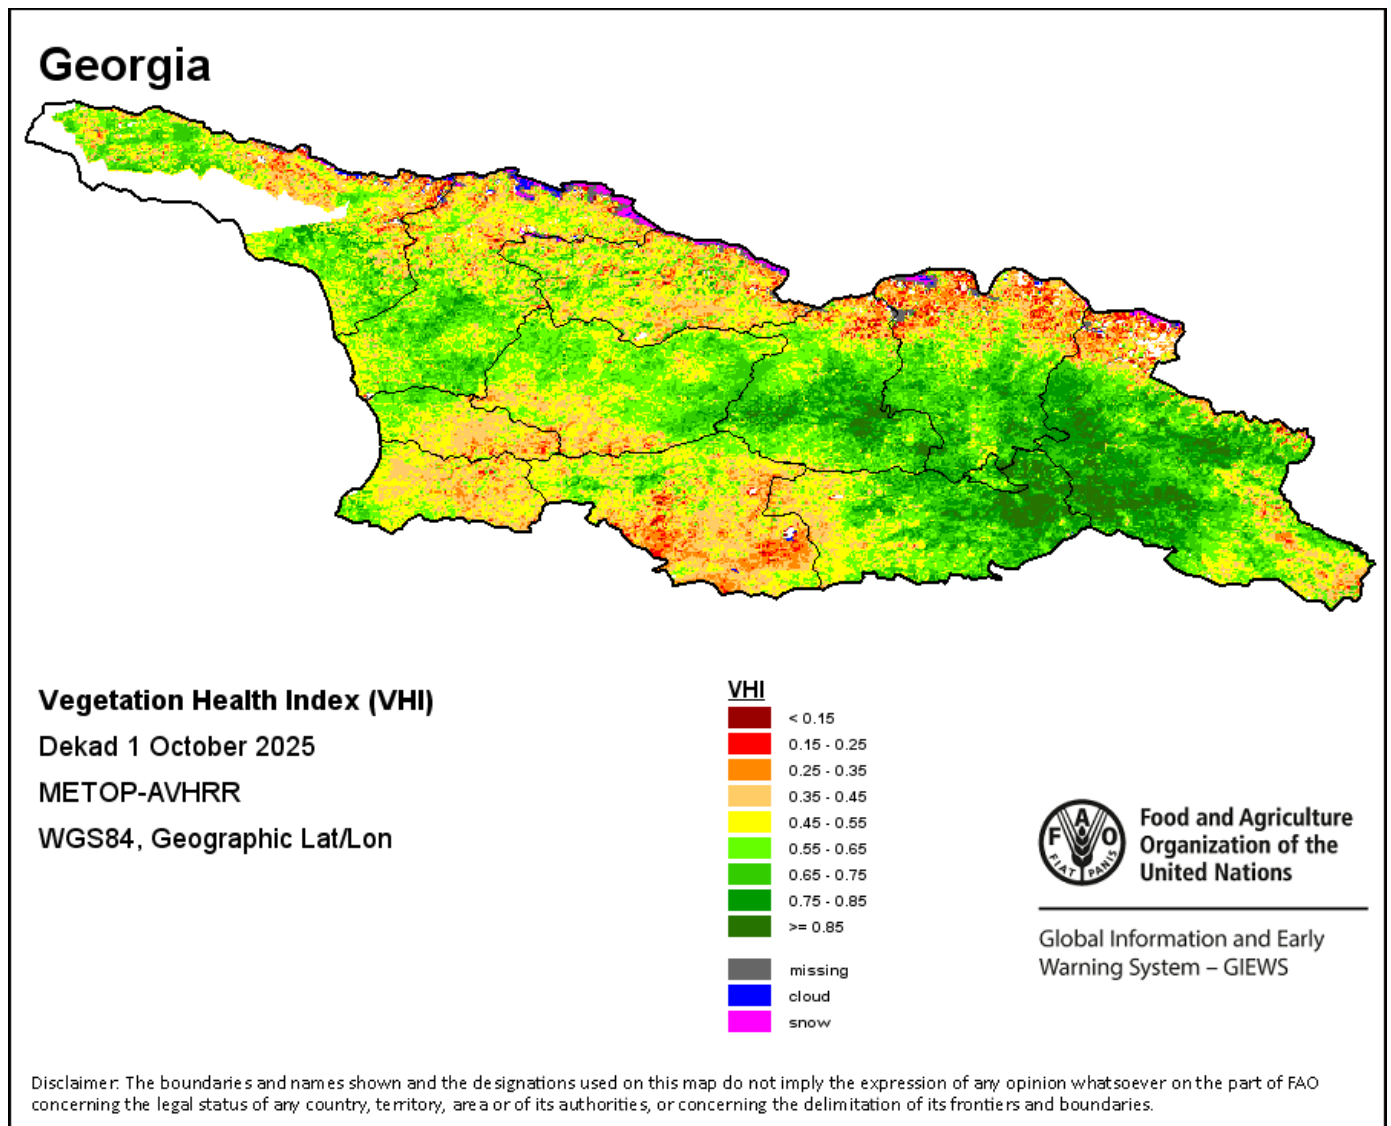 Georgia
Vegetation Health Index (VHI)
Dekad 1 October 2025
METOP-AVHRR
WGS84, Geographic Lat/Lon
VHI
< 0.15
0.15 - 0.25
0.25 - 0.35
0.35 - 0.45
0.45 - 0.55
0.55 - 0.65
0.65 - 0.75
0.75 - 0.85
>= 0.85
missing
cloud
snow
F A O
FIAT PANIS
Food and Agriculture
Organization of the
United Nations
Global Information and Early
Warning System – GIEWS
Disclaimer: The boundaries and names shown and the designations used on this map do not imply the expression of any opinion whatsoever on the part of FAO
concerning the legal status of any country, territory, area or of its authorities, or concerning the delimitation of its frontiers and boundaries.